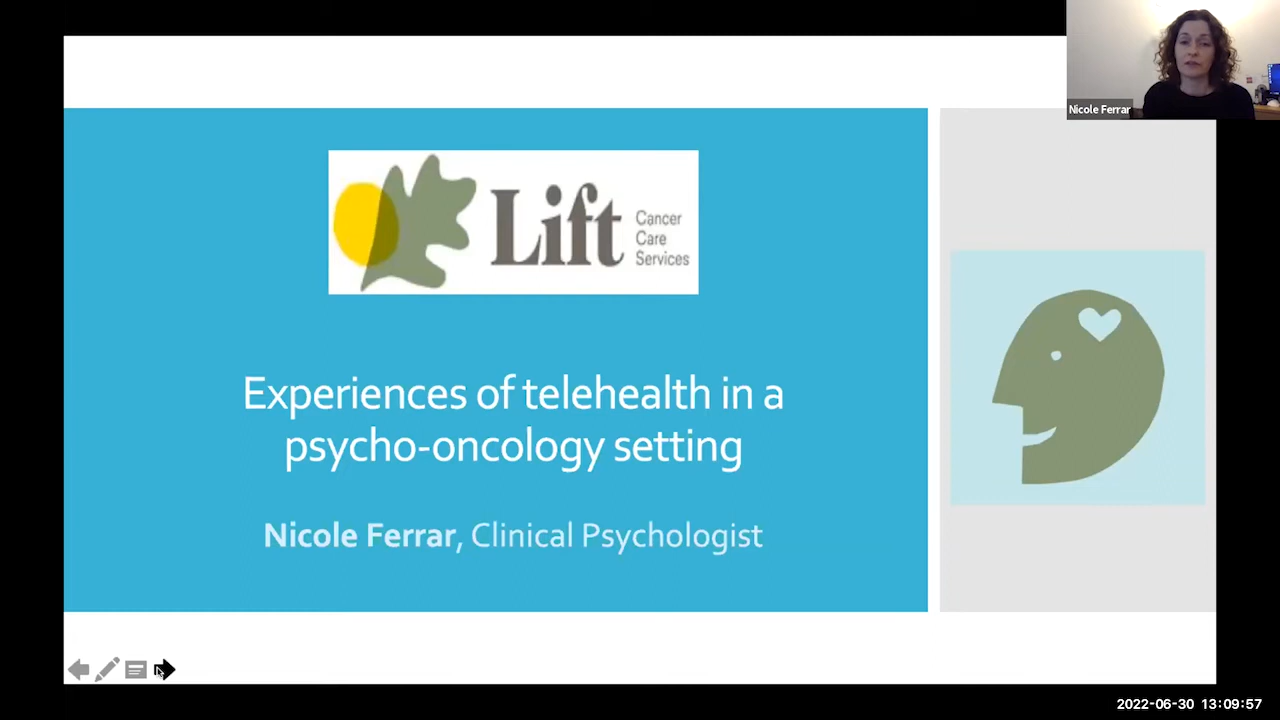 Nicole Ferrar
Lift
Cancer
Care
Services
Experiences of telehealth in a
psycho-oncology setting
Nicole Ferrar, Clinical Psychologist
2022-06-30 13:09:57